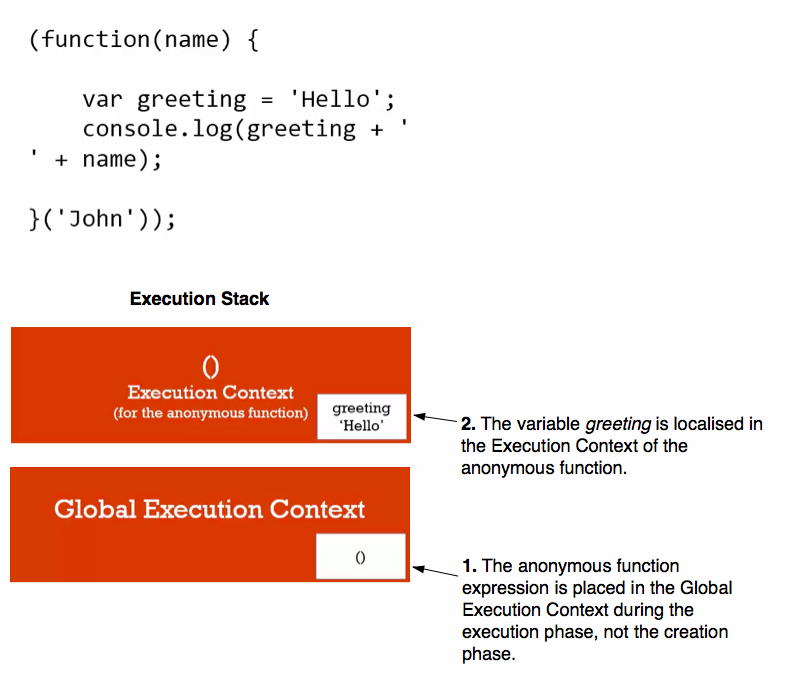 (function(name) {
var greeting = 'Hello';
console.log(greeting + '
' + name);
}('John'));
Execution Stack
()
Execution Context
(for the anonymous function)
greeting
'Hello'
2. The variable greeting is localised in
the Execution Context of the
anonymous function.
Global Execution Context
()
1. The anonymous function
expression is placed in the Global
Execution Context during the
execution phase, not the creation
phase.